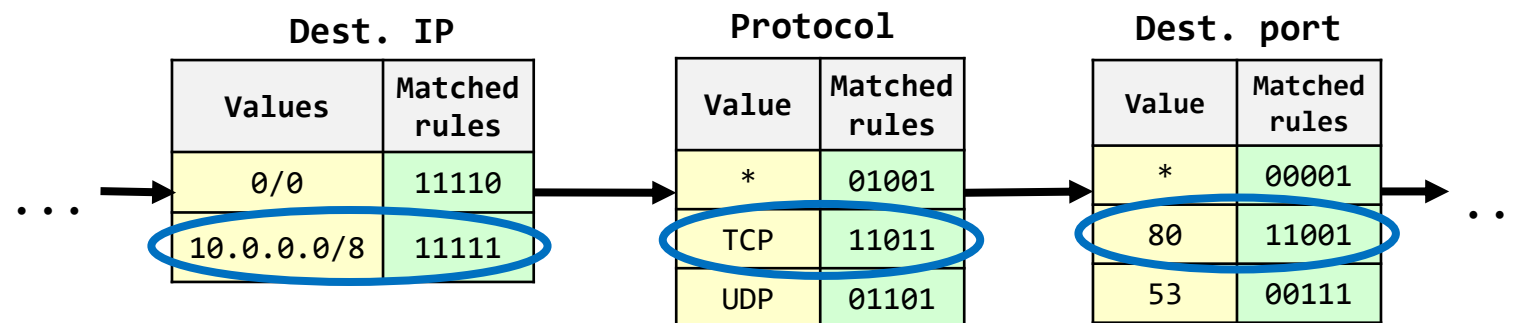 Dest. IP
Values Matched rules
0/0 11110
10.0.0.0/8 11111
Protocol
Value Matched rules
* 01001
TCP 11011
UDP 01101
Dest. port
Value Matched rules
* 00001
80 11001
53 00111
...
..